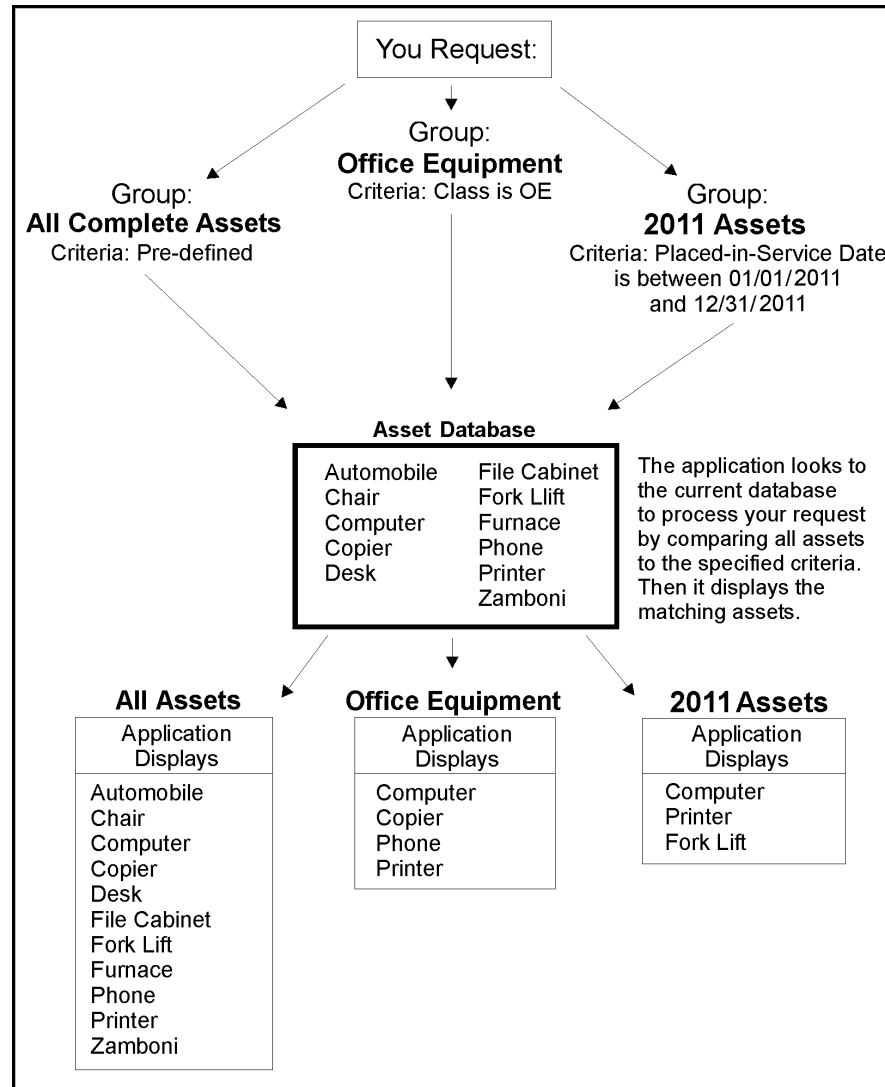 You Request:
Group:
All Complete Assets
Criteria: Pre-defined
Group:
Office Equipment
Criteria: Class is OE
Group:
2011 Assets
Criteria: Placed-in-Service Date
is between 01/01/2011
and 12/31/2011
Asset Database
Automobile
Chair
Computer
Copier
Desk
File Cabinet
Fork Llift
Furnace
Phone
Printer
Zamboni
The application looks to
the current database
to process your request
by comparing all assets
to the specified criteria.
Then it displays the
matching assets.
All Assets
Application
Displays
Automobile
Chair
Computer
Copier
Desk
File Cabinet
Fork Lift
Furnace
Phone
Printer
Zamboni
Office Equipment
Application
Displays
Computer
Copier
Phone
Printer
2011 Assets
Application
Displays
Computer
Printer
Fork Lift